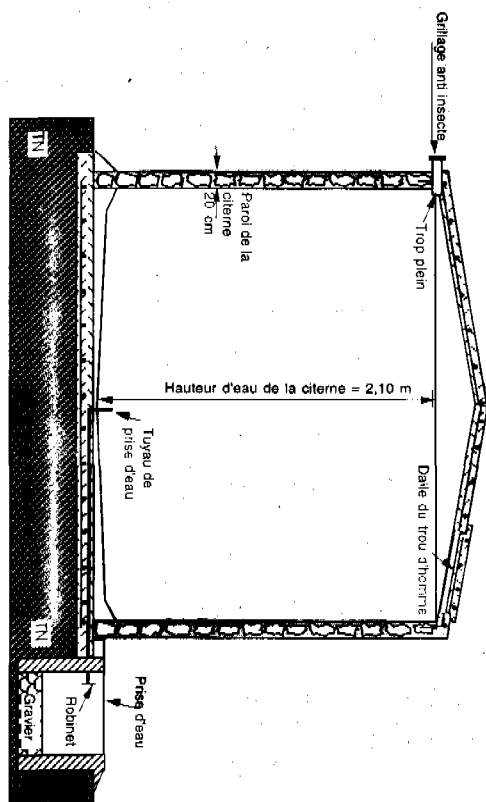 Grillage anti insecte
Trop plein
Dalle du trou d'homme
Paroi de la
citerne
20 cm
Hauteur d'eau de la citerne = 2,10 m
Tuyau de
prise d'eau
Prise d'eau
Robinet
Gravier
TN
TN